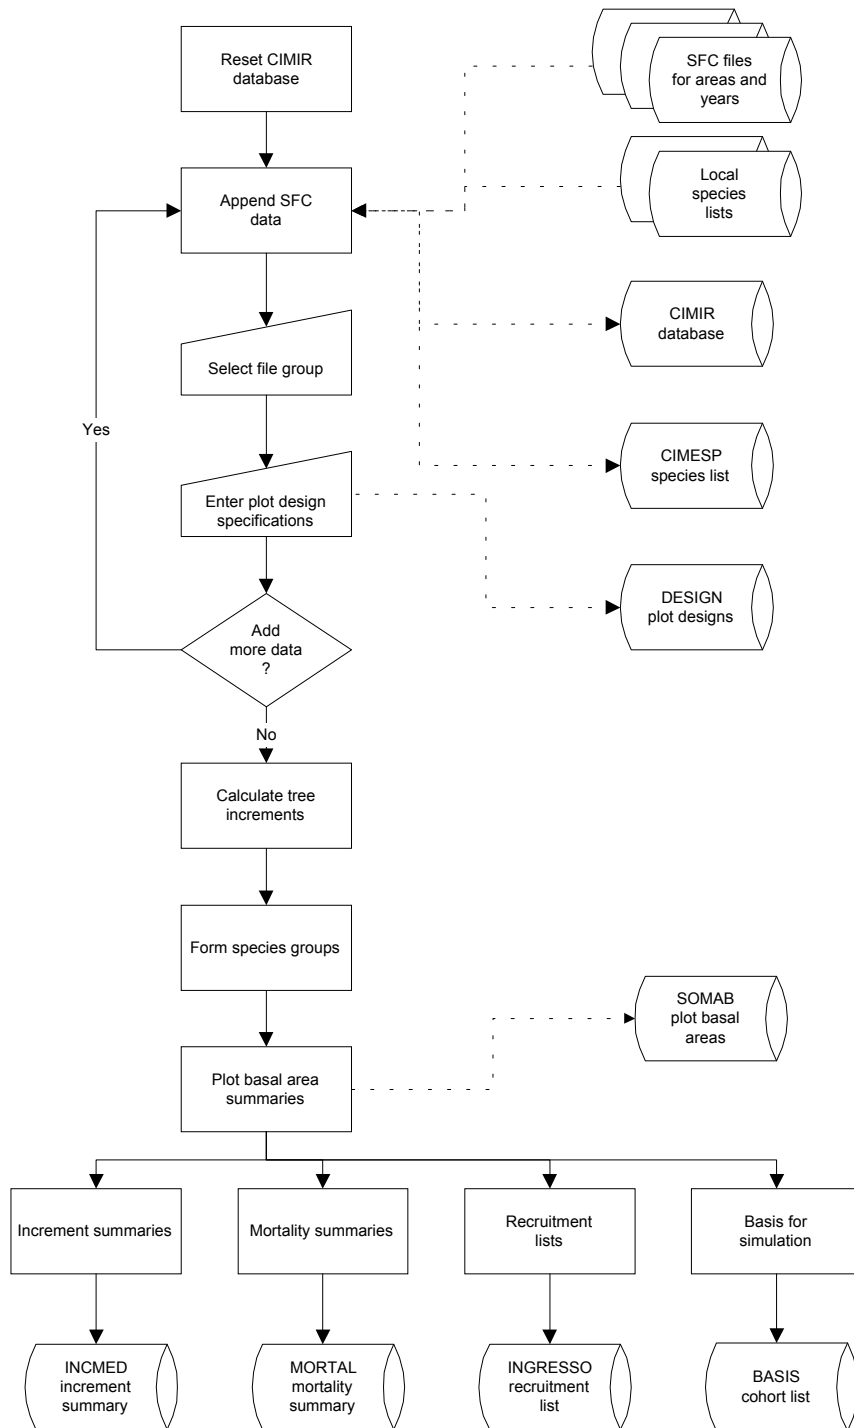 Reset CIMIR
database
SFC files
for areas and
years
Append SFC
data
Local
species
lists
CIMIR
database
Select file group
Yes
CIMESP
species list
Enter plot design
specifications
DESIGN
plot designs
Add
more data
?
No
Calculate tree
increments
Form species groups
SOMAB
plot basal
areas
Plot basal area
summaries
Increment summaries
Mortality summaries
Recruitment
lists
Basis for
simulation
INCMED
increment
summary
MORTAL
mortality
summary
INGRESSO
recruitment
list
BASIS
cohort list